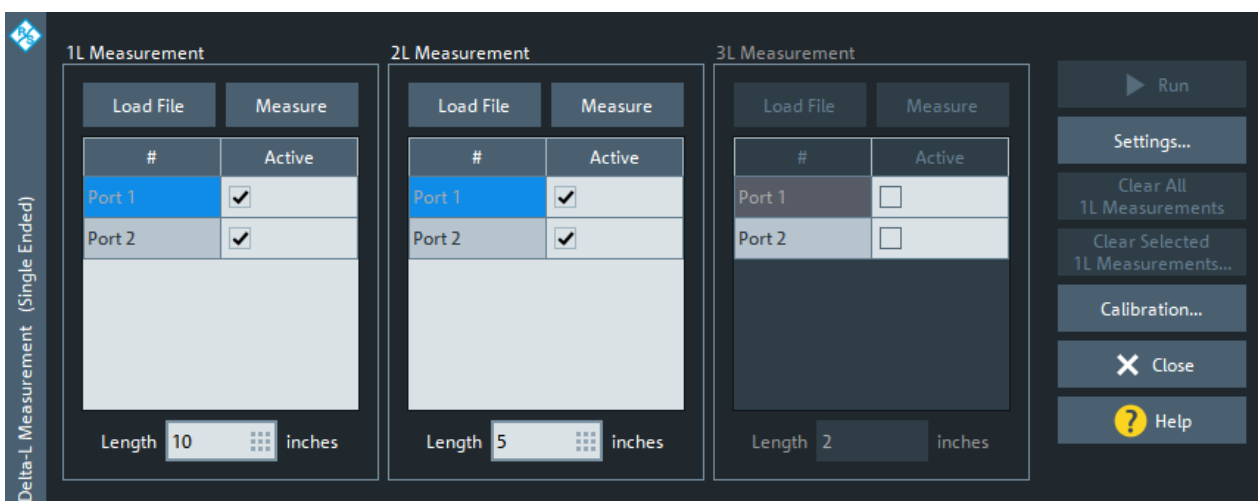 R&S
Delta-L Measurement (Single Ended)
1L Measurement
Load File Measure
# Active
Port 1
Port 2
Length 10 inches
2L Measurement
Load File Measure
# Active
Port 1
Port 2
Length 5 inches
3L Measurement
Load File Measure
# Active
Port 1
Port 2
Length 2 inches
Run
Settings...
Clear All
1L Measurements
Clear Selected
1L Measurements...
Calibration...
Close
? Help